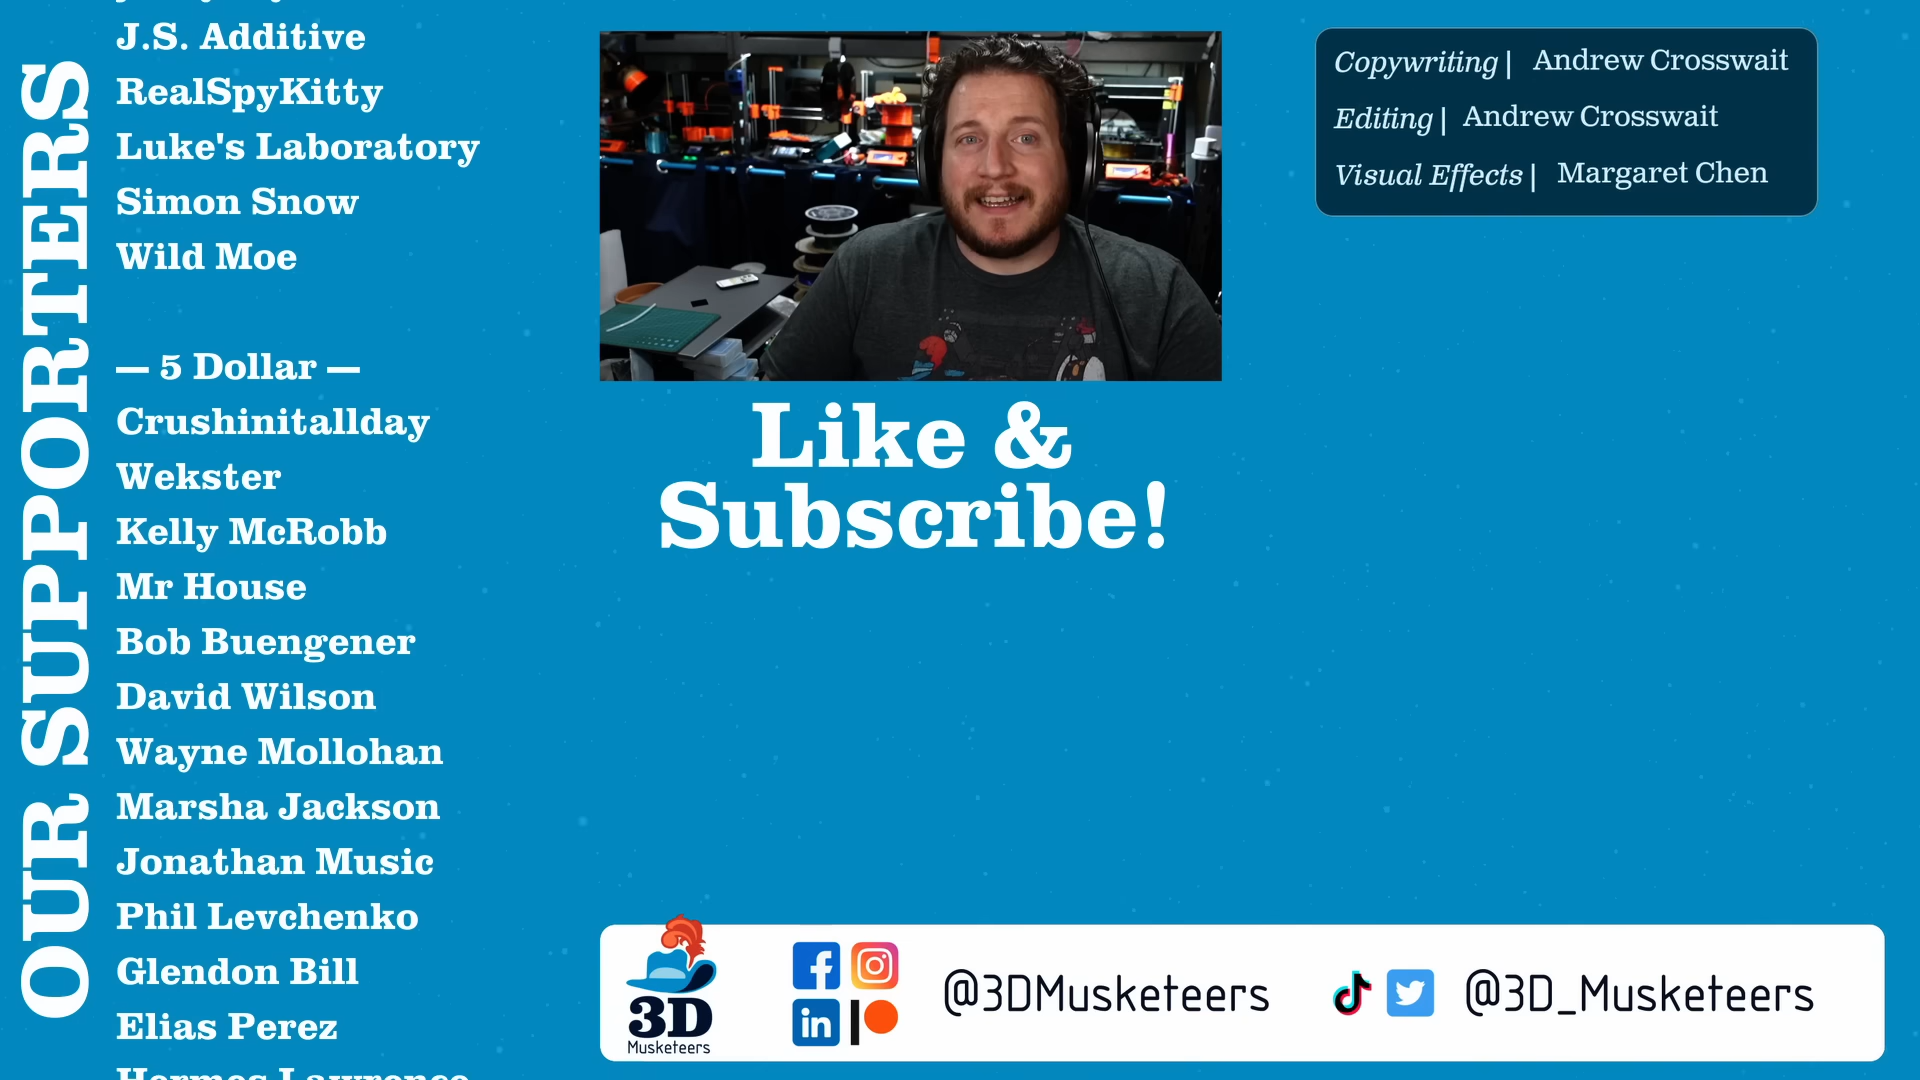 OUR SUPPORTERS
J.S. Additive
RealSpyKitty
Luke's Laboratory
Simon Snow
Wild Moe
— 5 Dollar —
Crushinitallday
Wekster
Kelly McRobb
Mr House
Bob Buengener
David Wilson
Wayne Mollohan
Marsha Jackson
Jonathan Music
Phil Levchenko
Glendon Bill
Elias Perez
Hermes Lawrence
Like &
Subscribe!
Copywriting | Andrew Crosswait
Editing | Andrew Crosswait
Visual Effects | Margaret Chen
3D
Musketeers
@3DMusketeers
@3D_Musketeers